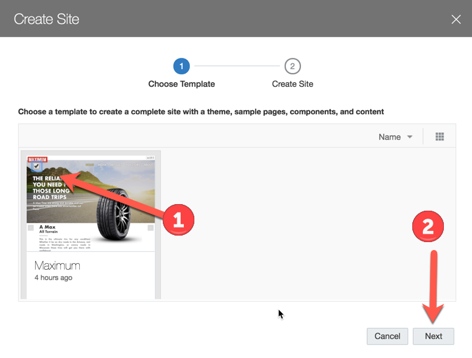 Create Site
1
2
Choose Template
Create Site
Choose a template to create a complete site with a theme, sample pages, components, and content
Name
MAXIMUM
THE RELIA
YOU NEED
THOSE LONG
ROAD TRIPS
1
A Max
All Terrain
Maximum
4 hours ago
2
Cancel
Next